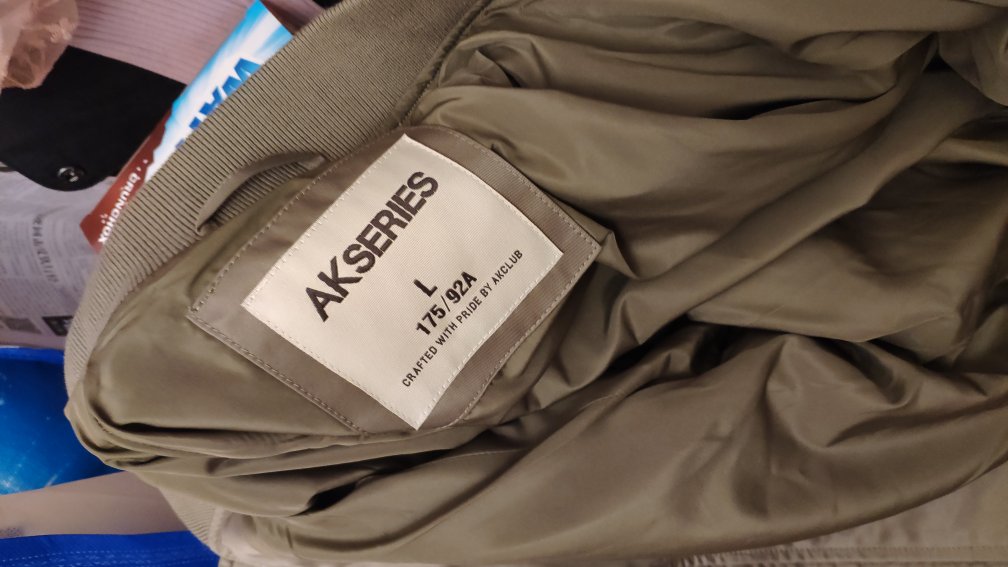 AKSERIES
L
175/92A
CRAFTED WITH PRIDE BY AKCLUB